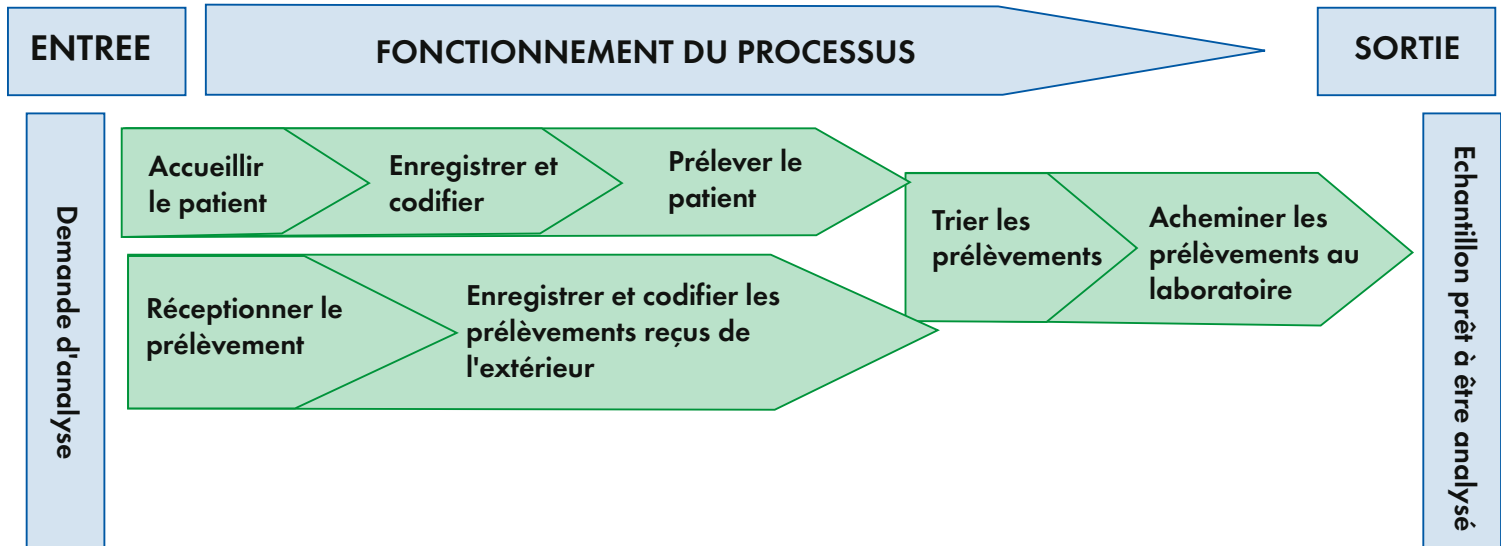 ENTREE
FONCTIONNEMENT DU PROCESSUS
SORTIE
Demande d'analyse
Accueillir
le patient
Enregistrer et
codifier
Prélever le
patient
Réceptionner le
prélèvement
Enregistrer et codifier les
prélèvements reçus de
l'extérieur
Trier les
prélèvements
Acheminer les
prélèvements au
laboratoire
Echantillon prêt à être analysé